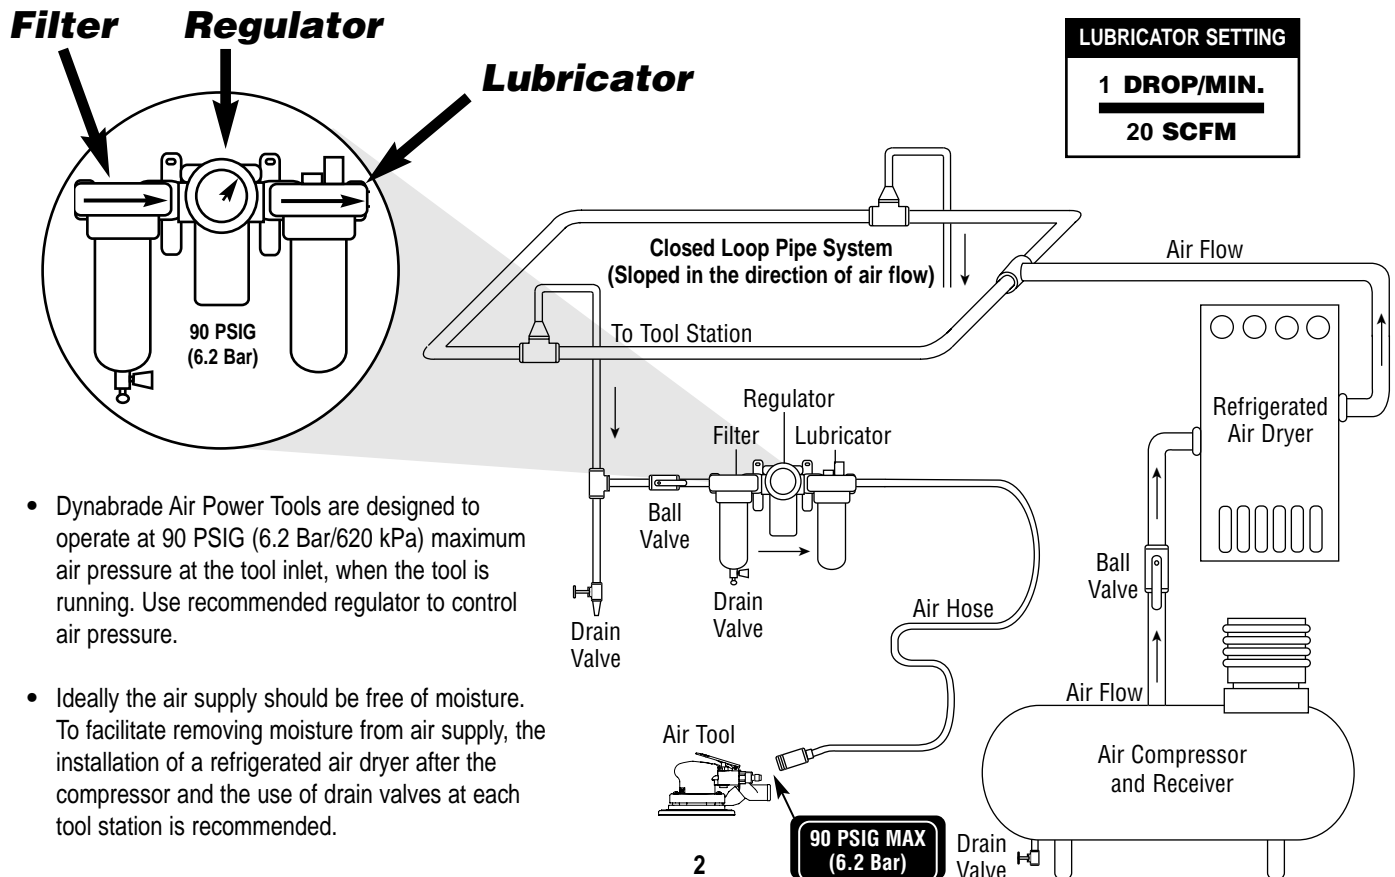 Filter
Regulator
Lubricator
LUBRICATOR SETTING
1 DROP/MIN.
20 SCFM
90 PSIG
(6.2 Bar)
Closed Loop Pipe System
(Sloped in the direction of air flow)
Air Flow
To Tool Station
Refrigerated
Air Dryer
Regulator
Filter
Lubricator
Ball
Valve
Drain
Valve
Drain
Valve
Air Hose
Ball
Valve
Air Flow
Air Compressor
and Receiver
Drain
Valve
Air Tool
90 PSIG MAX
(6.2 Bar)
• Dynabrade Air Power Tools are designed to
operate at 90 PSIG (6.2 Bar/620 kPa) maximum
air pressure at the tool inlet, when the tool is
running. Use recommended regulator to control
air pressure.
• Ideally the air supply should be free of moisture.
To facilitate removing moisture from air supply, the
installation of a refrigerated air dryer after the
compressor and the use of drain valves at each
tool station is recommended.
2